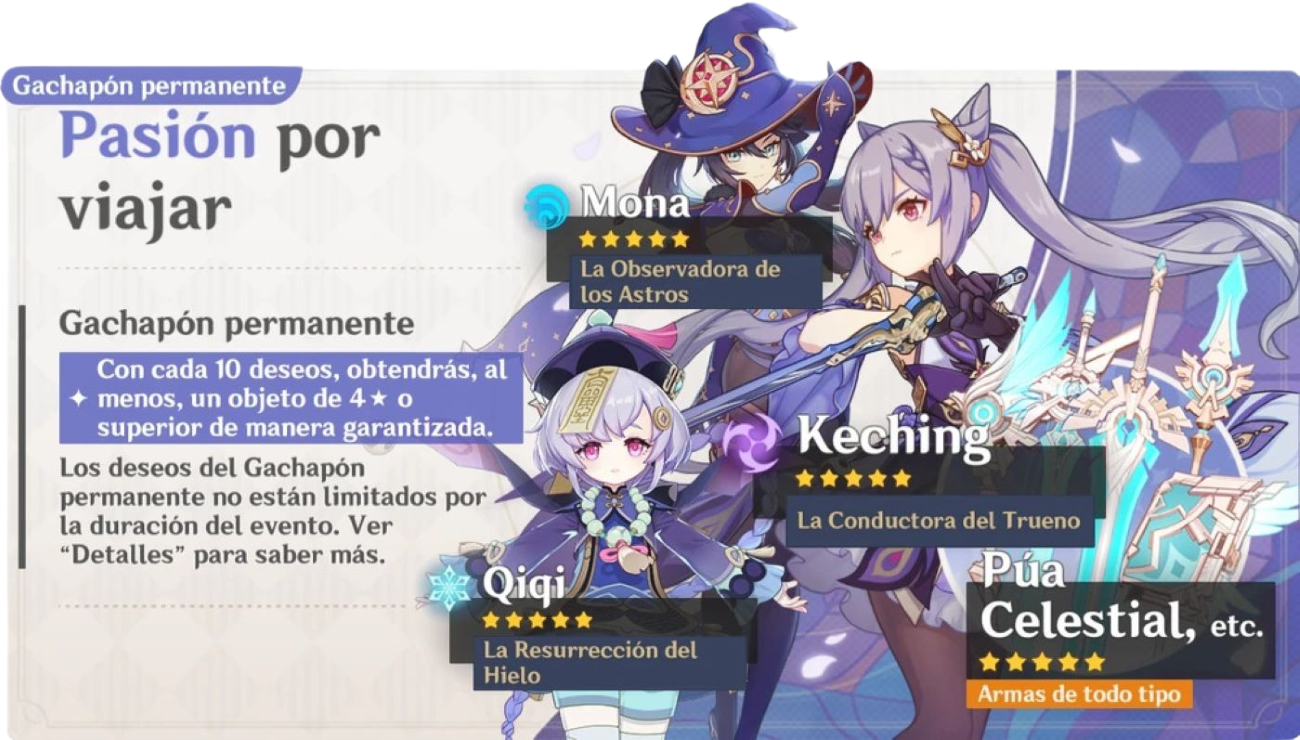 Gachapón permanente
Pasión por
viajar
Gachapón permanente
Con cada 10 deseos, obtendrás, al
menos, un objeto de 4★ o
superior de manera garantizada.
Los deseos del Gachapón
permanente no están limitados por
la duración del evento. Ver
“Detalles” para saber más.
Mona
La Observadora de
los Astros
Keching
La Conductora del Trueno
Qiqi
La Resurrección del
Hielo
Púa
Celestial, etc.
Armas de todo tipo